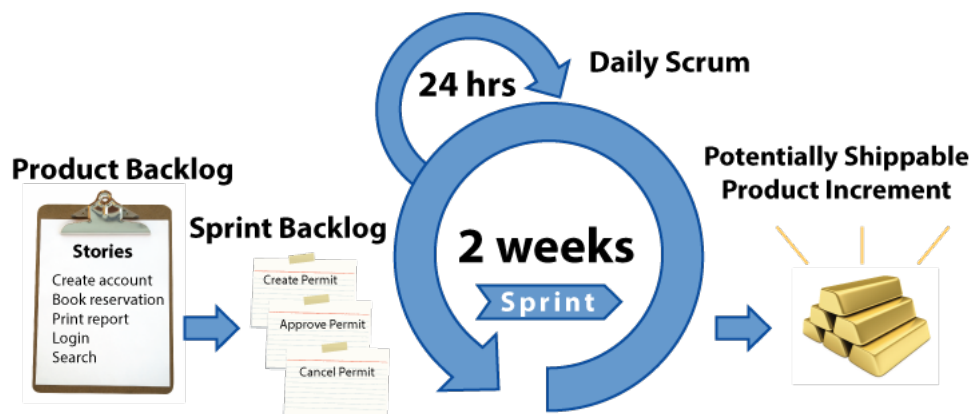 Product Backlog
Stories
Create account
Book reservation
Print report
Login
Search
Sprint Backlog
Create Permit
Approve Permit
Cancel Permit
24 hrs
Daily Scrum
2 weeks
Sprint
Potentially Shippable
Product Increment